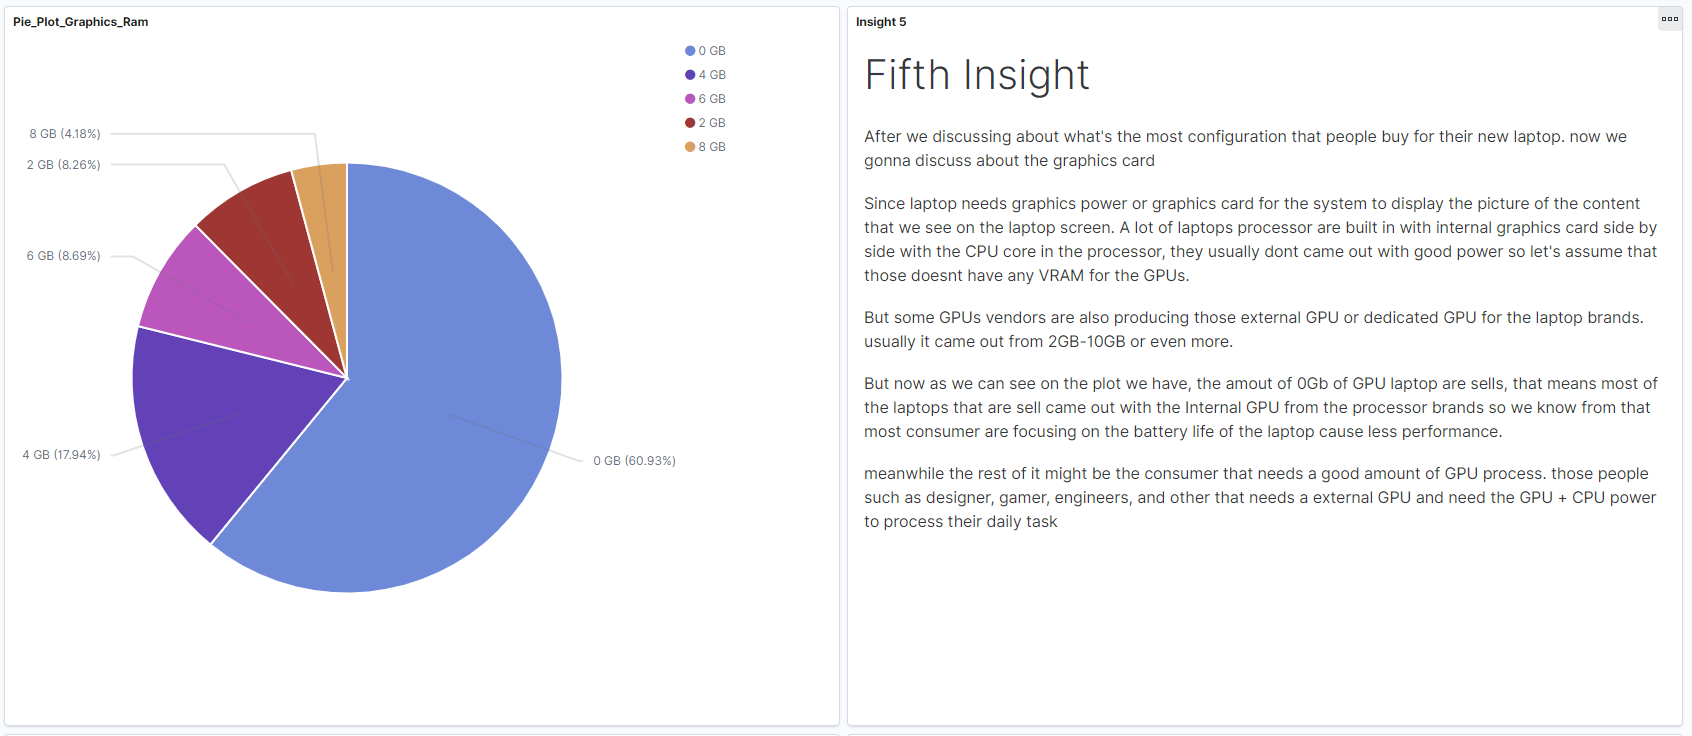 Pie_Plot_Graphics_Ram
0 GB
4 GB
6 GB
2 GB
8 GB
8 GB (4.18%)
2 GB (8.26%)
6 GB (8.69%)
4 GB (17.94%)
0 GB (60.93%)
Insight 5
Fifth Insight
After we discussing about what's the most configuration that people buy for their new laptop. now we
gonna discuss about the graphics card
Since laptop needs graphics power or graphics card for the system to display the picture of the content
that we see on the laptop screen. A lot of laptops processor are built in with internal graphics card side by
side with the CPU core in the processor, they usually dont came out with good power so let's assume that
those doesnt have any VRAM for the GPUs.
But some GPUs vendors are also producing those external GPU or dedicated GPU for the laptop brands.
usually it came out from 2GB-10GB or even more.
But now as we can see on the plot we have, the amout of 0Gb of GPU laptop are sells, that means most of
the laptops that are sell came out with the Internal GPU from the processor brands so we know from that
most consumer are focusing on the battery life of the laptop cause less performance.
meanwhile the rest of it might be the consumer that needs a good amount of GPU process. those people
such as designer, gamer, engineers, and other that needs a external GPU and need the GPU + CPU power
to process their daily task